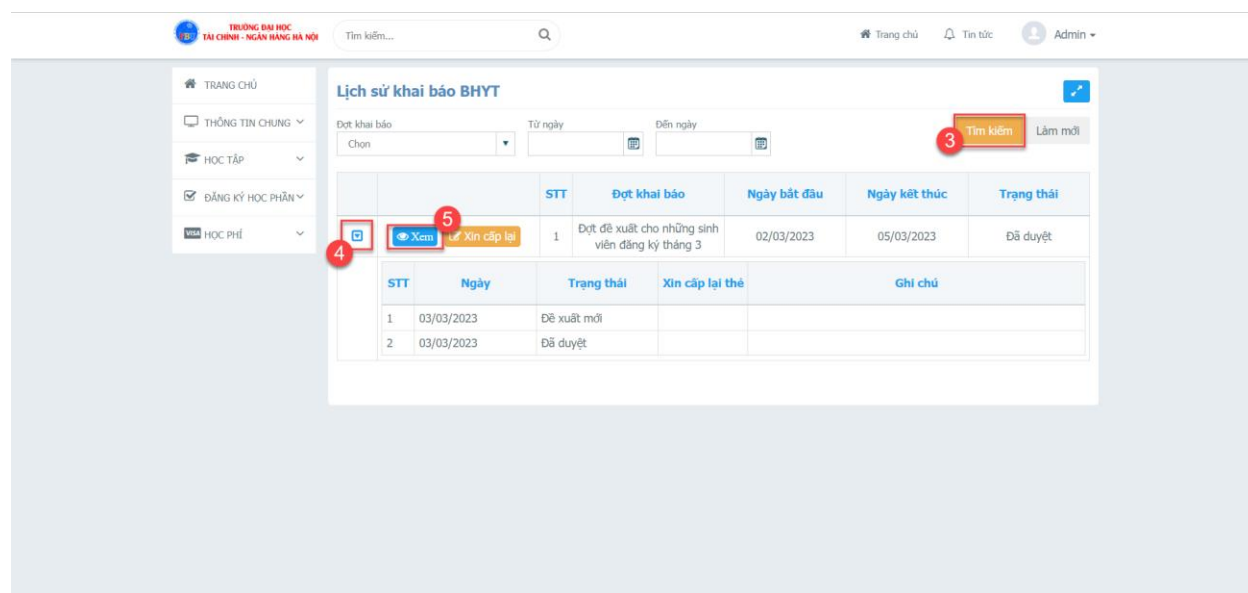 TRƯỜNG ĐẠI HỌC
TÀI CHÍNH - NGÂN HÀNG HÀ NỘI
Tìm kiếm...
Trang chủ
Tin tức
Admin
TRANG CHỦ
THÔNG TIN CHUNG
HỌC TẬP
ĐĂNG KÝ HỌC PHẦN
VISA HỌC PHÍ
Lịch sử khai báo BHYT
Đợt khai báo
Từ ngày
Đến ngày
Chọn
3
Tìm kiếm
Làm mới
STT
Đợt khai báo
Ngày bắt đầu
Ngày kết thúc
Trạng thái
4
5
Xem
Xin cấp lại
1
Đợt đề xuất cho những sinh
viên đăng ký tháng 3
02/03/2023
05/03/2023
Đã duyệt
STT
Ngày
Trạng thái
Xin cấp lại thẻ
Ghi chú
1
03/03/2023
Đề xuất mới
2
03/03/2023
Đã duyệt